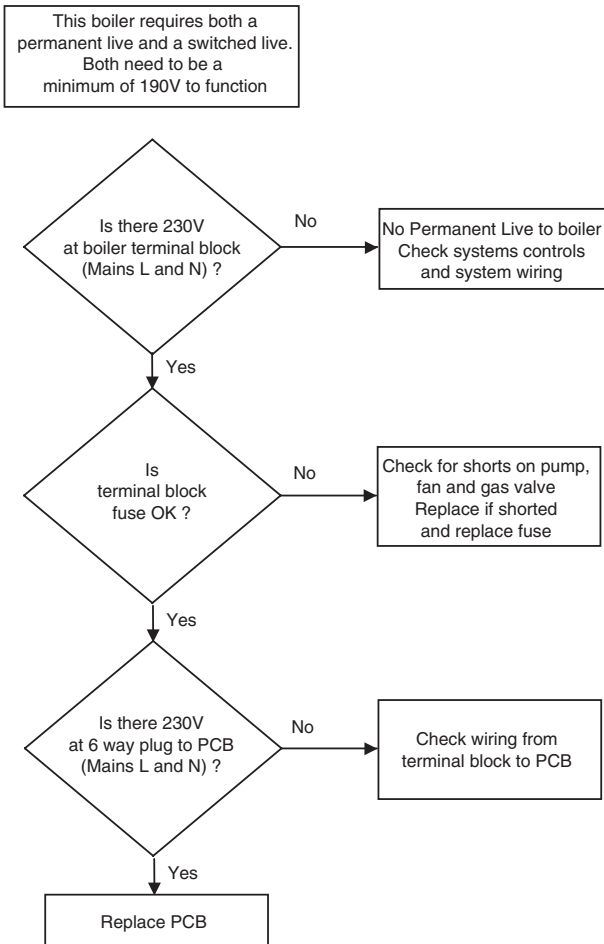 This boiler requires both a
permanent live and a switched live.
Both need to be a
minimum of 190V to function
Is there 230V
at boiler terminal block
(Mains L and N) ?
No
No Permanent Live to boiler
Check systems controls
and system wiring
Yes
Is
terminal block
fuse OK ?
No
Check for shorts on pump,
fan and gas valve
Replace if shorted
and replace fuse
Yes
Is there 230V
at 6 way plug to PCB
(Mains L and N) ?
No
Check wiring from
terminal block to PCB
Yes
Replace PCB